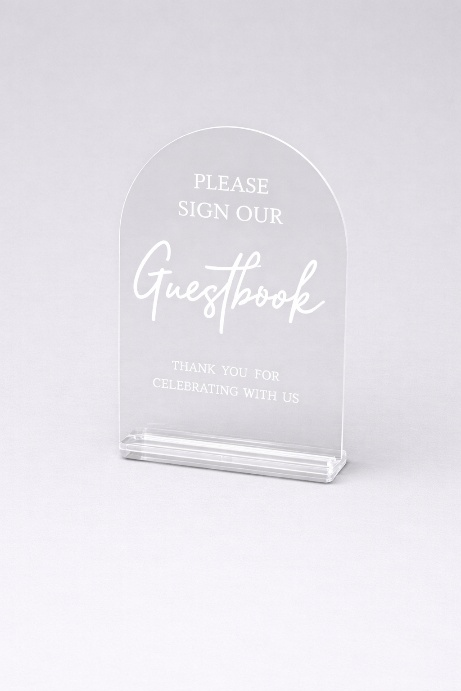 PLEASE
SIGN OUR
Guestbook
THANK YOU FOR
CELEBRATING WITH US